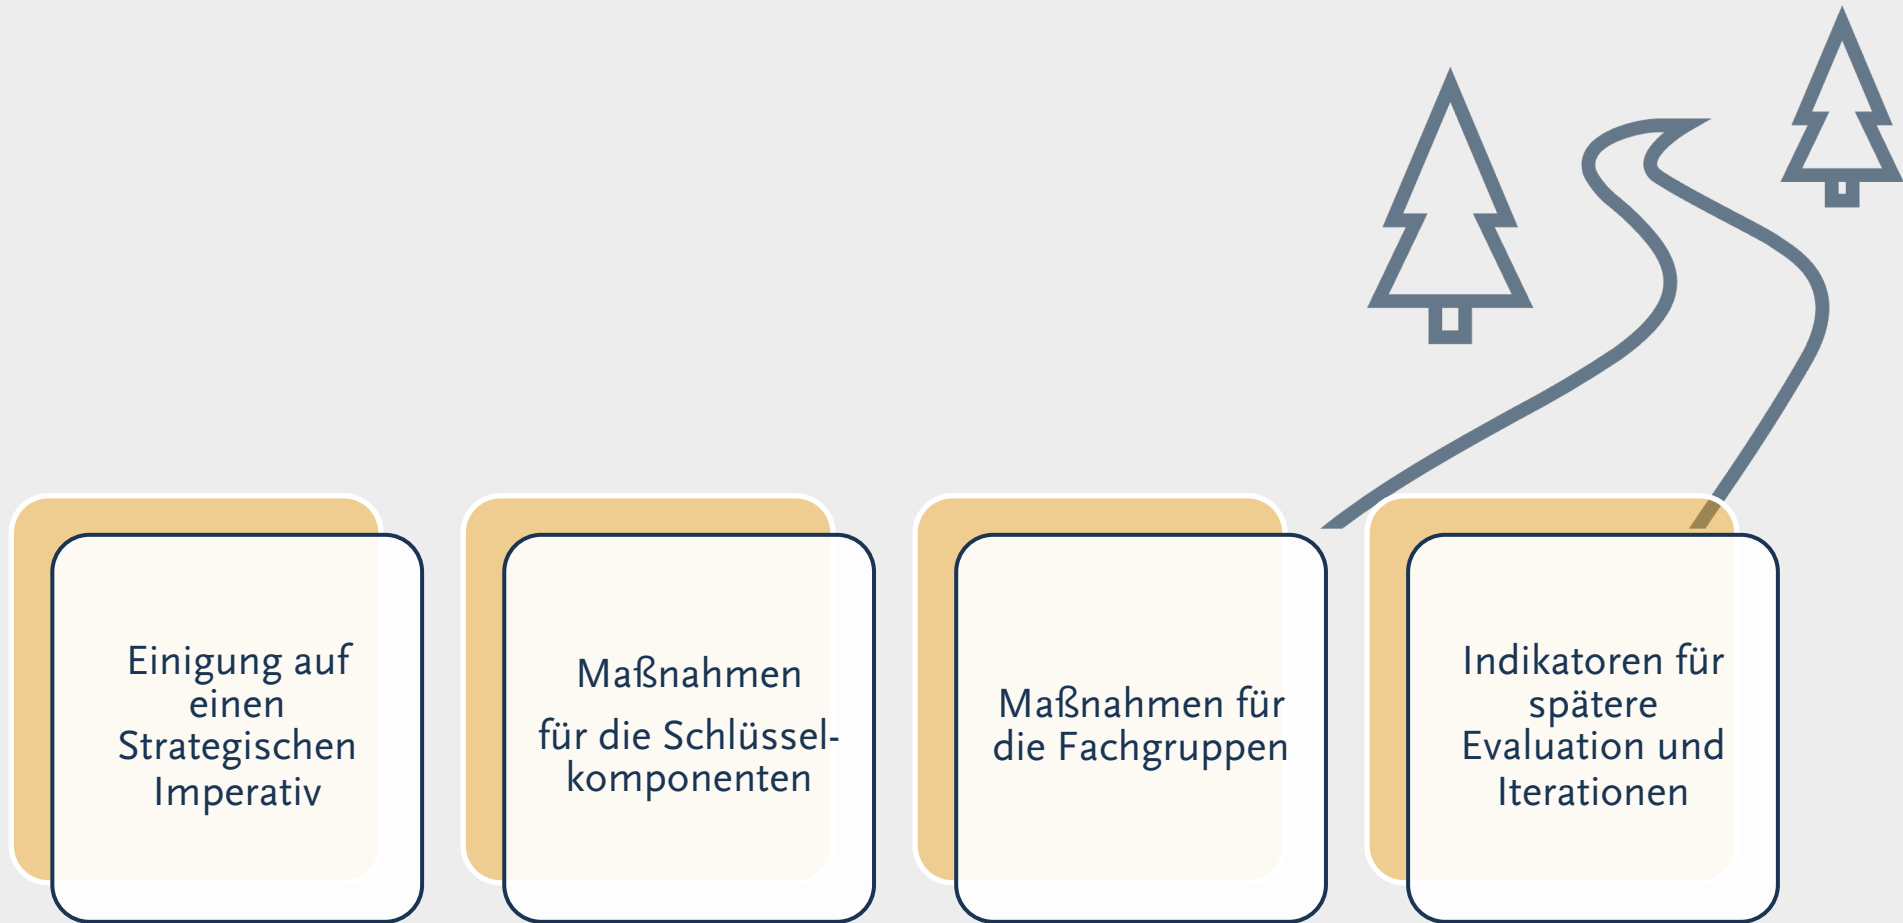 Einigung auf
einen
Strategischen
Imperativ
Maßnahmen
für die Schlüssel-
komponenten
Maßnahmen für
die Fachgruppen
Indikatoren für
spätere
Evaluation und
Iterationen